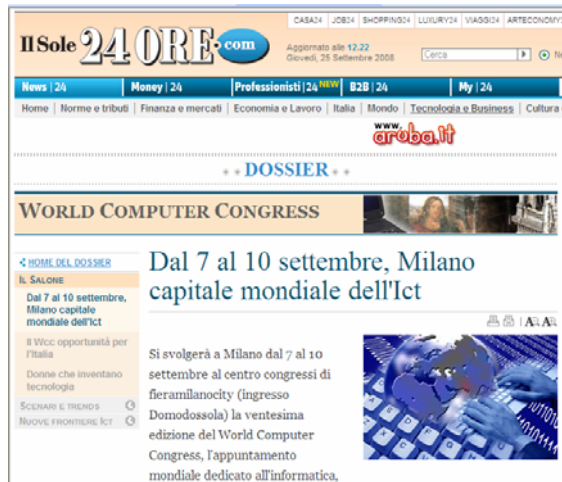 CASA24 JOB24 SHOPPING24 LUXURY24 VIAGGI24 ARTECONOMY
Il Sole 24 ORE.com
Aggiornato alle 12.22
Giovedì, 25 Settembre 2008
Cerca
News | 24 Money | 24 Professionisti | 24 NEW B2B | 24 My | 24
Home | Norme e tributi | Finanza e mercati | Economia e Lavoro | Italia | Mondo | Tecnologia e Business | Cultura
www.
aruba.it
DOSSIER
WORLD COMPUTER CONGRESS
HOME DEL DOSSIER
IL SALONE
Dal 7 al 10 settembre,
Milano capitale
mondiale dell'Ict
Il Wcc opportunità per
l'Italia
Donne che inventano
tecnologia
SCENARI E TRENDS
NUOVE FRONTIERE ICT
Dal 7 al 10 settembre, Milano
capitale mondiale dell'Ict
Si svolgerà a Milano dal 7 al 10
settembre al centro congressi di
fieramilanocity (ingresso
Domodossola) la ventesima
edizione del World Computer
Congress, l'appuntamento
mondiale dedicato all'informatica,